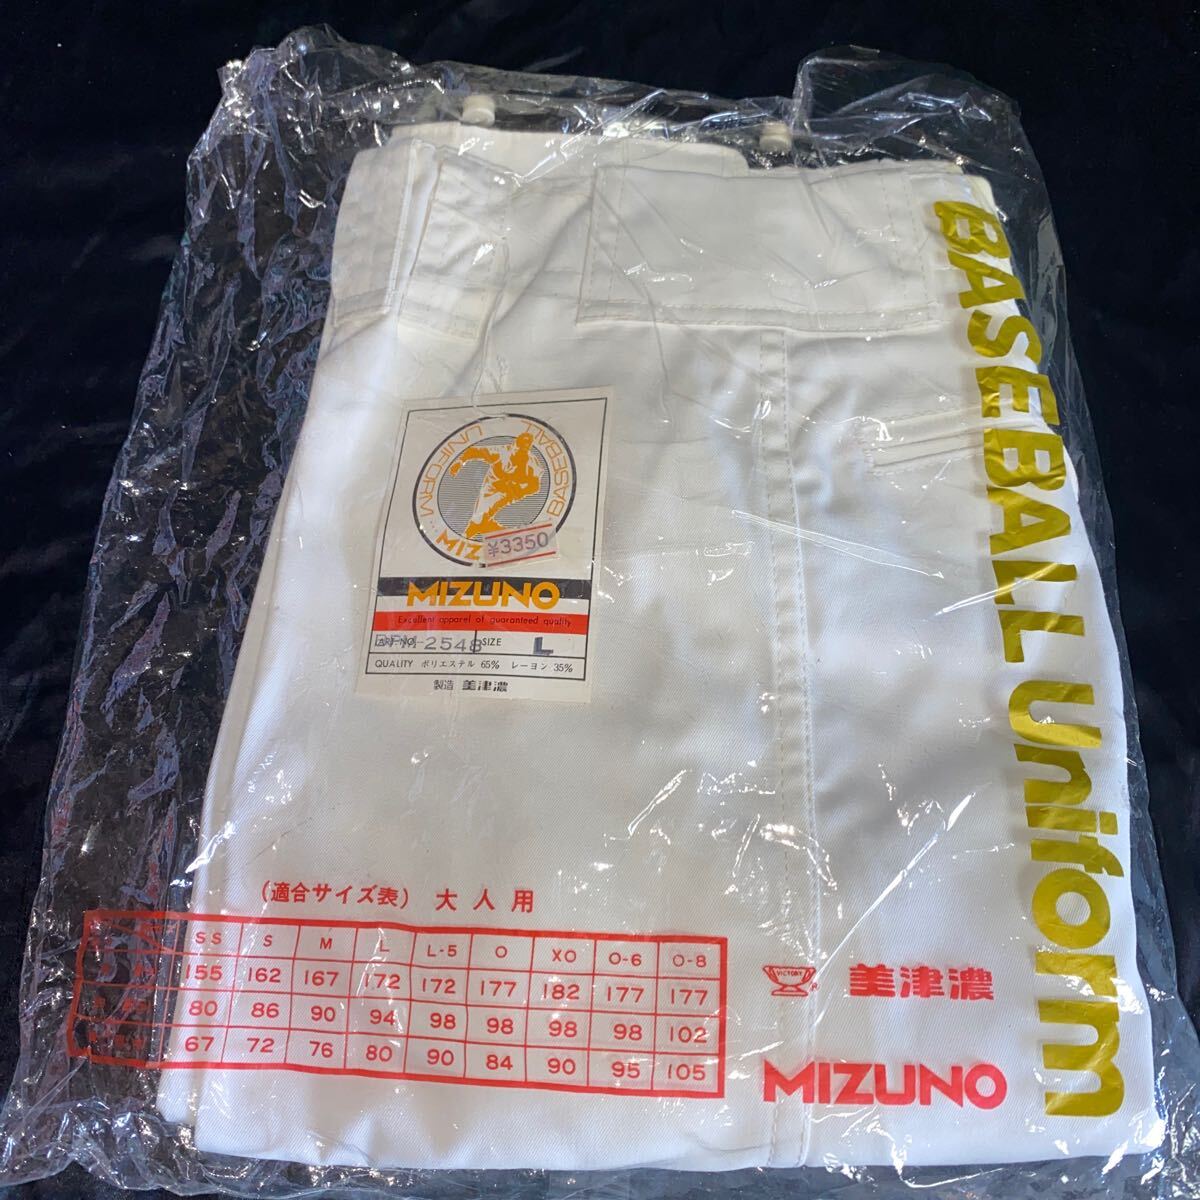 BASEBALL Uniform
BASEBALL UNIFORM
MIZ
¥3350
MIZUNO
Excellent apparel of guaranteed quality
ART NO. 2548 SIZE L
QUALITY ポリエステル 65% レーヨン 35%
製造 美津濃
(適合サイズ表) 大人用
SS S M L L-5 O XO O-6 O-8
155 162 167 172 172 177 182 177 177
80 86 90 94 98 98 98 98 102
67 72 76 80 90 84 90 95 105
VICTORY ® 美津濃
MIZUNO